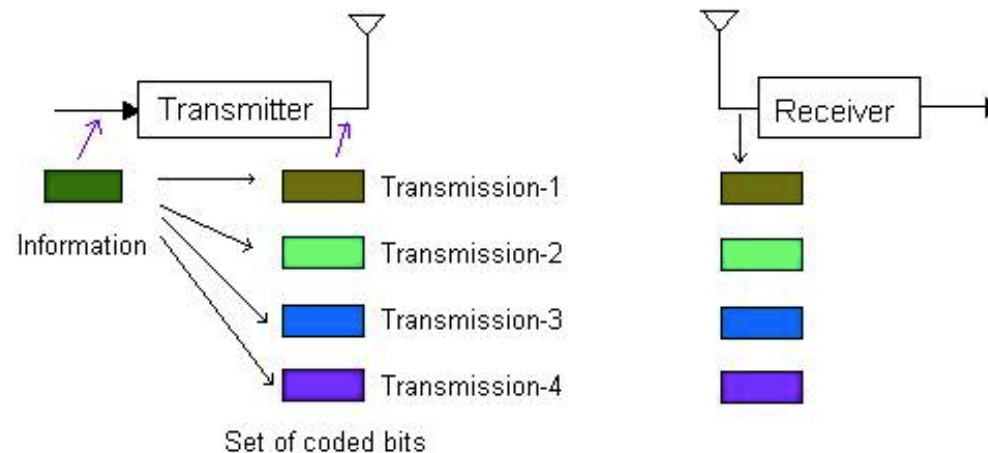 Transmitter
Receiver
Transmission-1
Information
Transmission-2
Transmission-3
Transmission-4
Set of coded bits